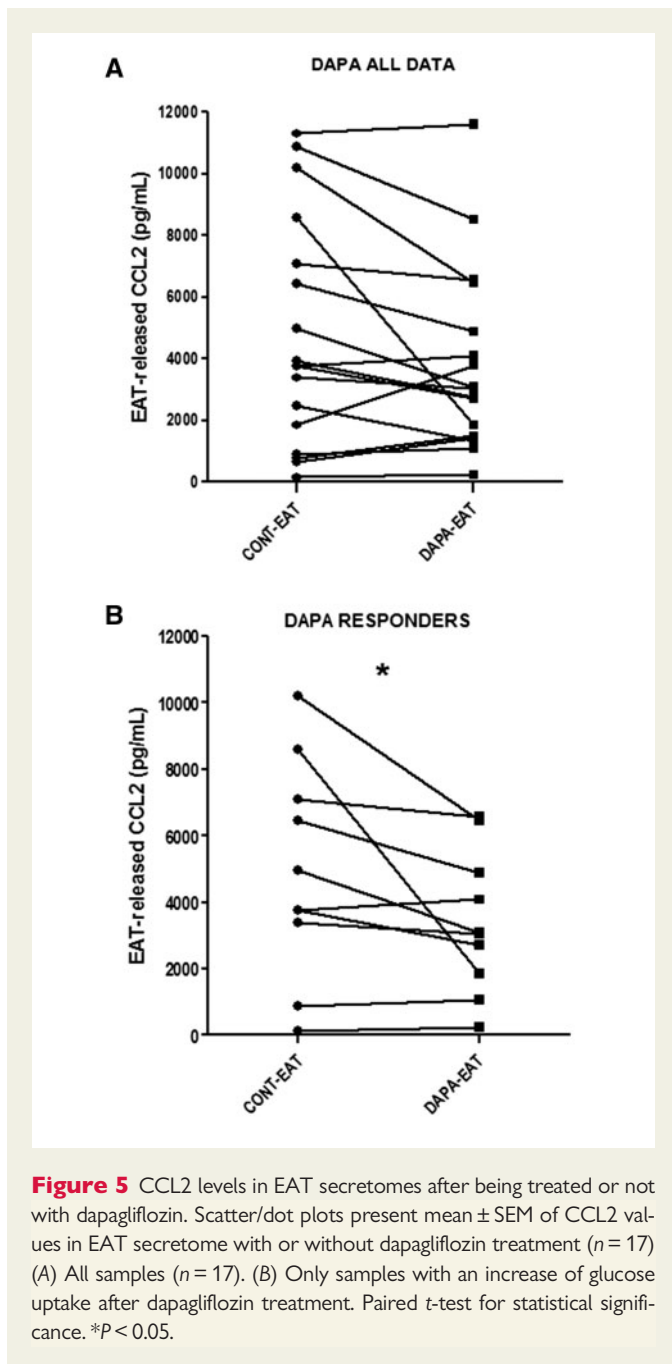 A
DAPA ALL DATA
EAT-released CCL2 (pg/mL)
12000
10000
8000
6000
4000
2000
0
CONT-EAT
DAPA-EAT
B
DAPA RESPONDERS
*
EAT-released CCL2 (pg/mL)
12000
10000
8000
6000
4000
2000
0
CONT-EAT
DAPA-EAT
Figure 5 CCL2 levels in EAT secretomes after being treated or not
with dapagliflozin. Scatter/dot plots present mean ± SEM of CCL2 val-
ues in EAT secretome with or without dapagliflozin treatment (n = 17)
(A) All samples (n = 17). (B) Only samples with an increase of glucose
uptake after dapagliflozin treatment. Paired t-test for statistical signifi-
cance. *P < 0.05.